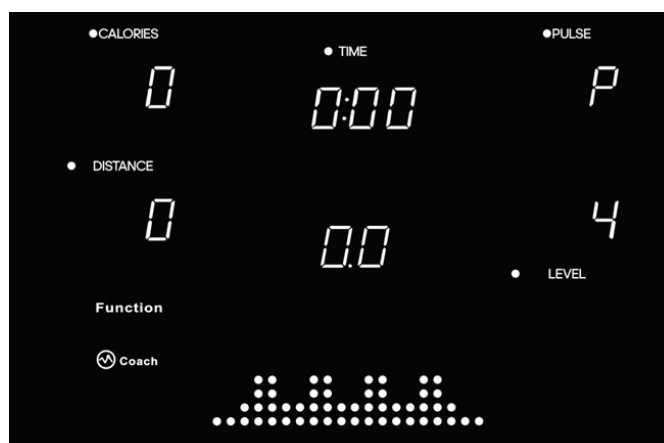 CALORIES
TIME
PULSE
0
0:00
P
DISTANCE
0
0.0
4
LEVEL
Function
Coach